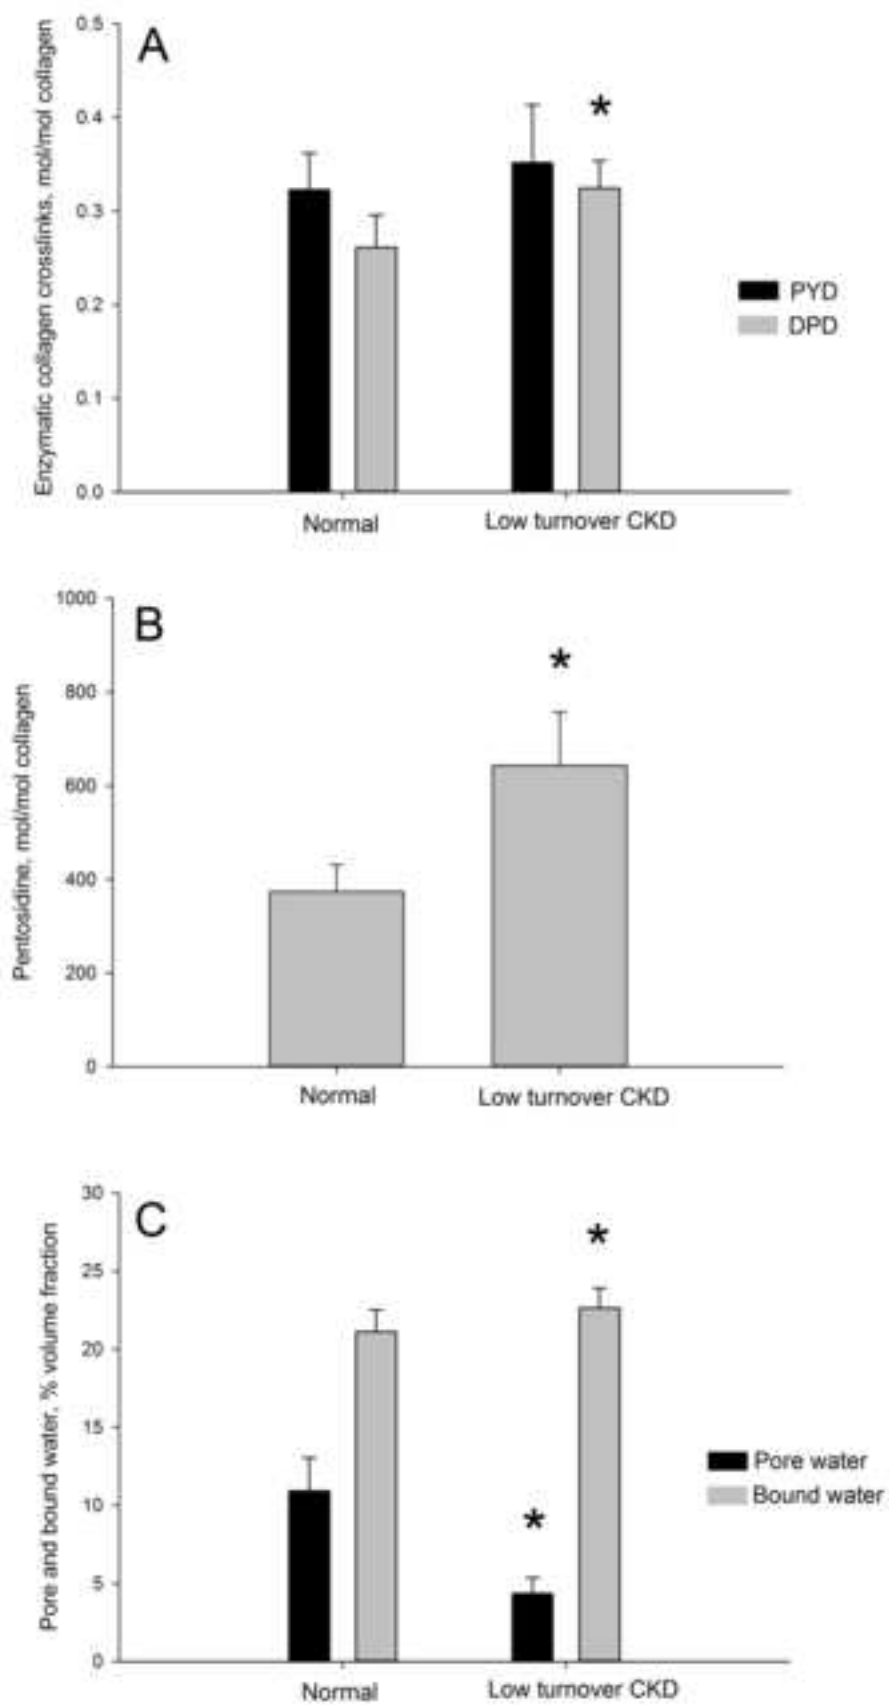 A
Enzymatic collagen crosslinks, mol/mol collagen
0.5
0.4
0.3
0.2
0.1
0.0
*
PYD
DPD
Normal
Low turnover CKD
B
Pentosidine, mol/mol collagen
1000
800
600
400
200
0
*
Normal
Low turnover CKD
C
Pore and bound water, % volume fraction
30
25
20
15
10
5
0
*
*
Pore water
Bound water
Normal
Low turnover CKD